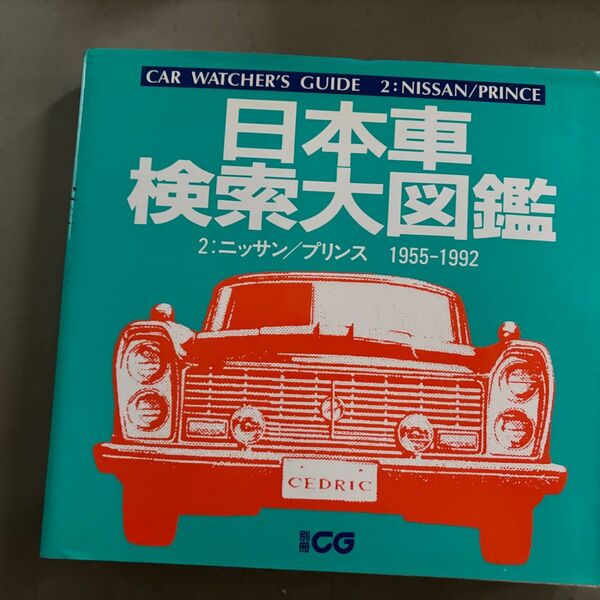 CAR WATCHER'S GUIDE 2:NISSAN/PRINCE
日本車
検索大図鑑
2:ニッサン/プリンス 1955-1992
CEDRIC
別冊CG